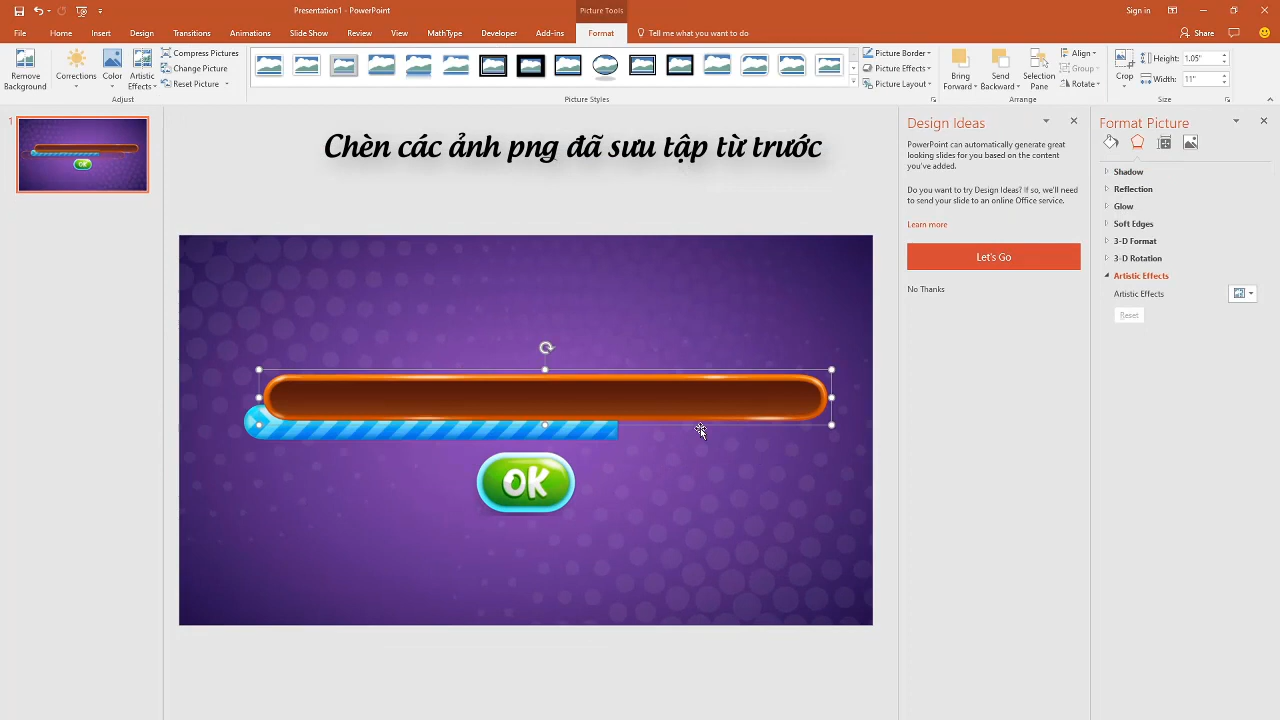 Presentation1 - PowerPoint
Picture Tools
Sign in
File
Home
Insert
Design
Transitions
Animations
Slide Show
Review
View
MathType
Developer
Add-ins
Format
Tell me what you want to do
Share
Remove
Background
Corrections
Color
Artistic
Effects
Compress Pictures
Change Picture
Reset Picture
Adjust
Picture Styles
Picture Border
Picture Effects
Picture Layout
Bring
Forward
Send
Backward
Selection
Pane
Align
Group
Rotate
Arrange
Crop
Height: 1.05"
Width: 11"
Size
1
OK
Chèn các ảnh png đã sưu tập từ trước
OK
Design Ideas
PowerPoint can automatically generate great
looking slides for you based on the content
you've added.
Do you want to try Design Ideas? If so, we'll need
to send your slide to an online Office service.
Learn more
Let's Go
No Thanks
Format Picture
Shadow
Reflection
Glow
Soft Edges
3-D Format
3-D Rotation
Artistic Effects
Artistic Effects
Reset